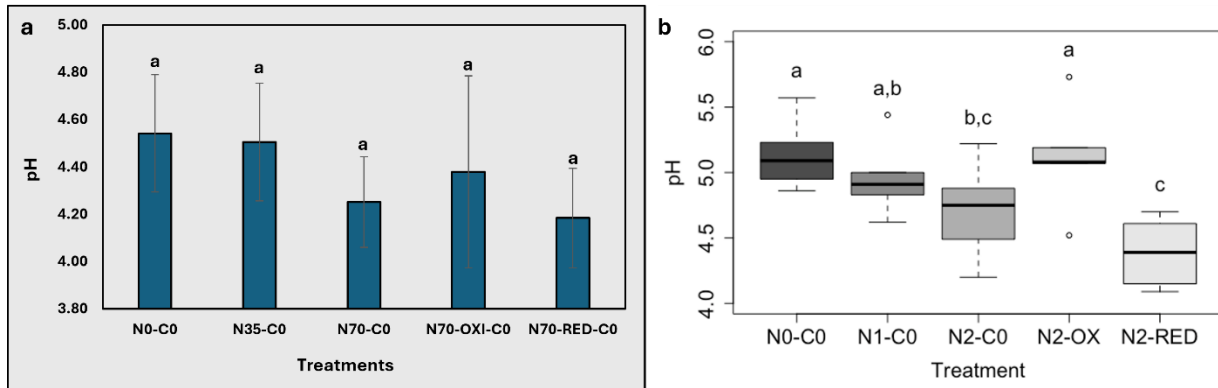 a
5.00
4.80
4.60
4.40
4.20
4.00
3.80
pH
a
a
a
a
a
N0-C0 N35-C0 N70-C0 N70-OXI-C0 N70-RED-C0
Treatments
b
6.0
5.5
5.0
4.5
4.0
pH
a
a,b
b,c
a
c
N0-C0 N1-C0 N2-C0 N2-OX N2-RED
Treatment